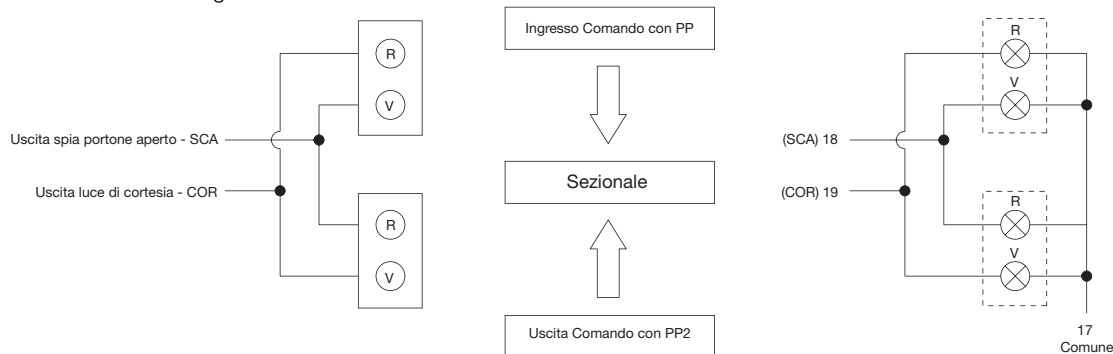 R
V
Uscita spia portone aperto - SCA
Uscita luce di cortesia - COR
R
V
Ingresso Comando con PP
Sezionale
Uscita Comando con PP2
R
V
(SCA) 18
(COR) 19
R
V
17
Comune